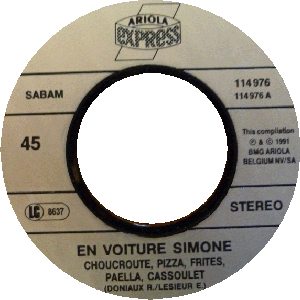 ARIOLA
express
SABAM
114 976
114 976 A
45
This compilation
℗ & © 1991
BMG ARIOLA
BELGIUM NV/SA
LC 8637
STEREO
EN VOITURE SIMONE
CHOUCROUTE, PIZZA, FRITES,
PAELLA, CASSOULET
(DONIAUX R./LESIEUR E.)